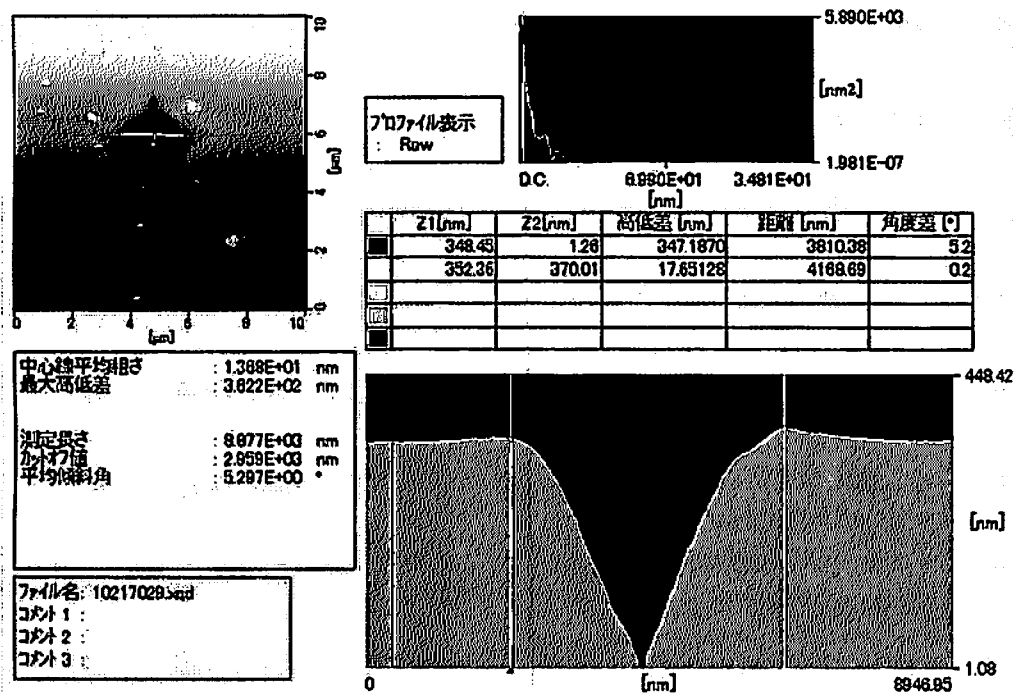 10
8
6
4
2
0
[μm]
0 2 4 6 8 10
[μm]
プロファイル表示
: Row
5.890E+03
[nm2]
1.981E-07
D.C. 6.980E+01 3.481E+01
[nm]
Z1[nm] Z2[nm] 高低差 [nm] 距離 [nm] 角度差 [°]
348.45 1.26 347.1870 3810.38 5.2
352.36 370.01 17.65128 4168.69 0.2
中心線平均粗さ : 1.388E+01 nm
最大高低差 : 3.622E+02 nm
測定長さ : 8.877E+03 nm
カットオフ値 : 2.959E+03 nm
平均傾斜角 : 5.297E+00 °
ファイル名: 10217029
コメント 1 :
コメント 2 :
コメント 3 :
448.42
[nm]
1.08
0 [nm] 8946.95